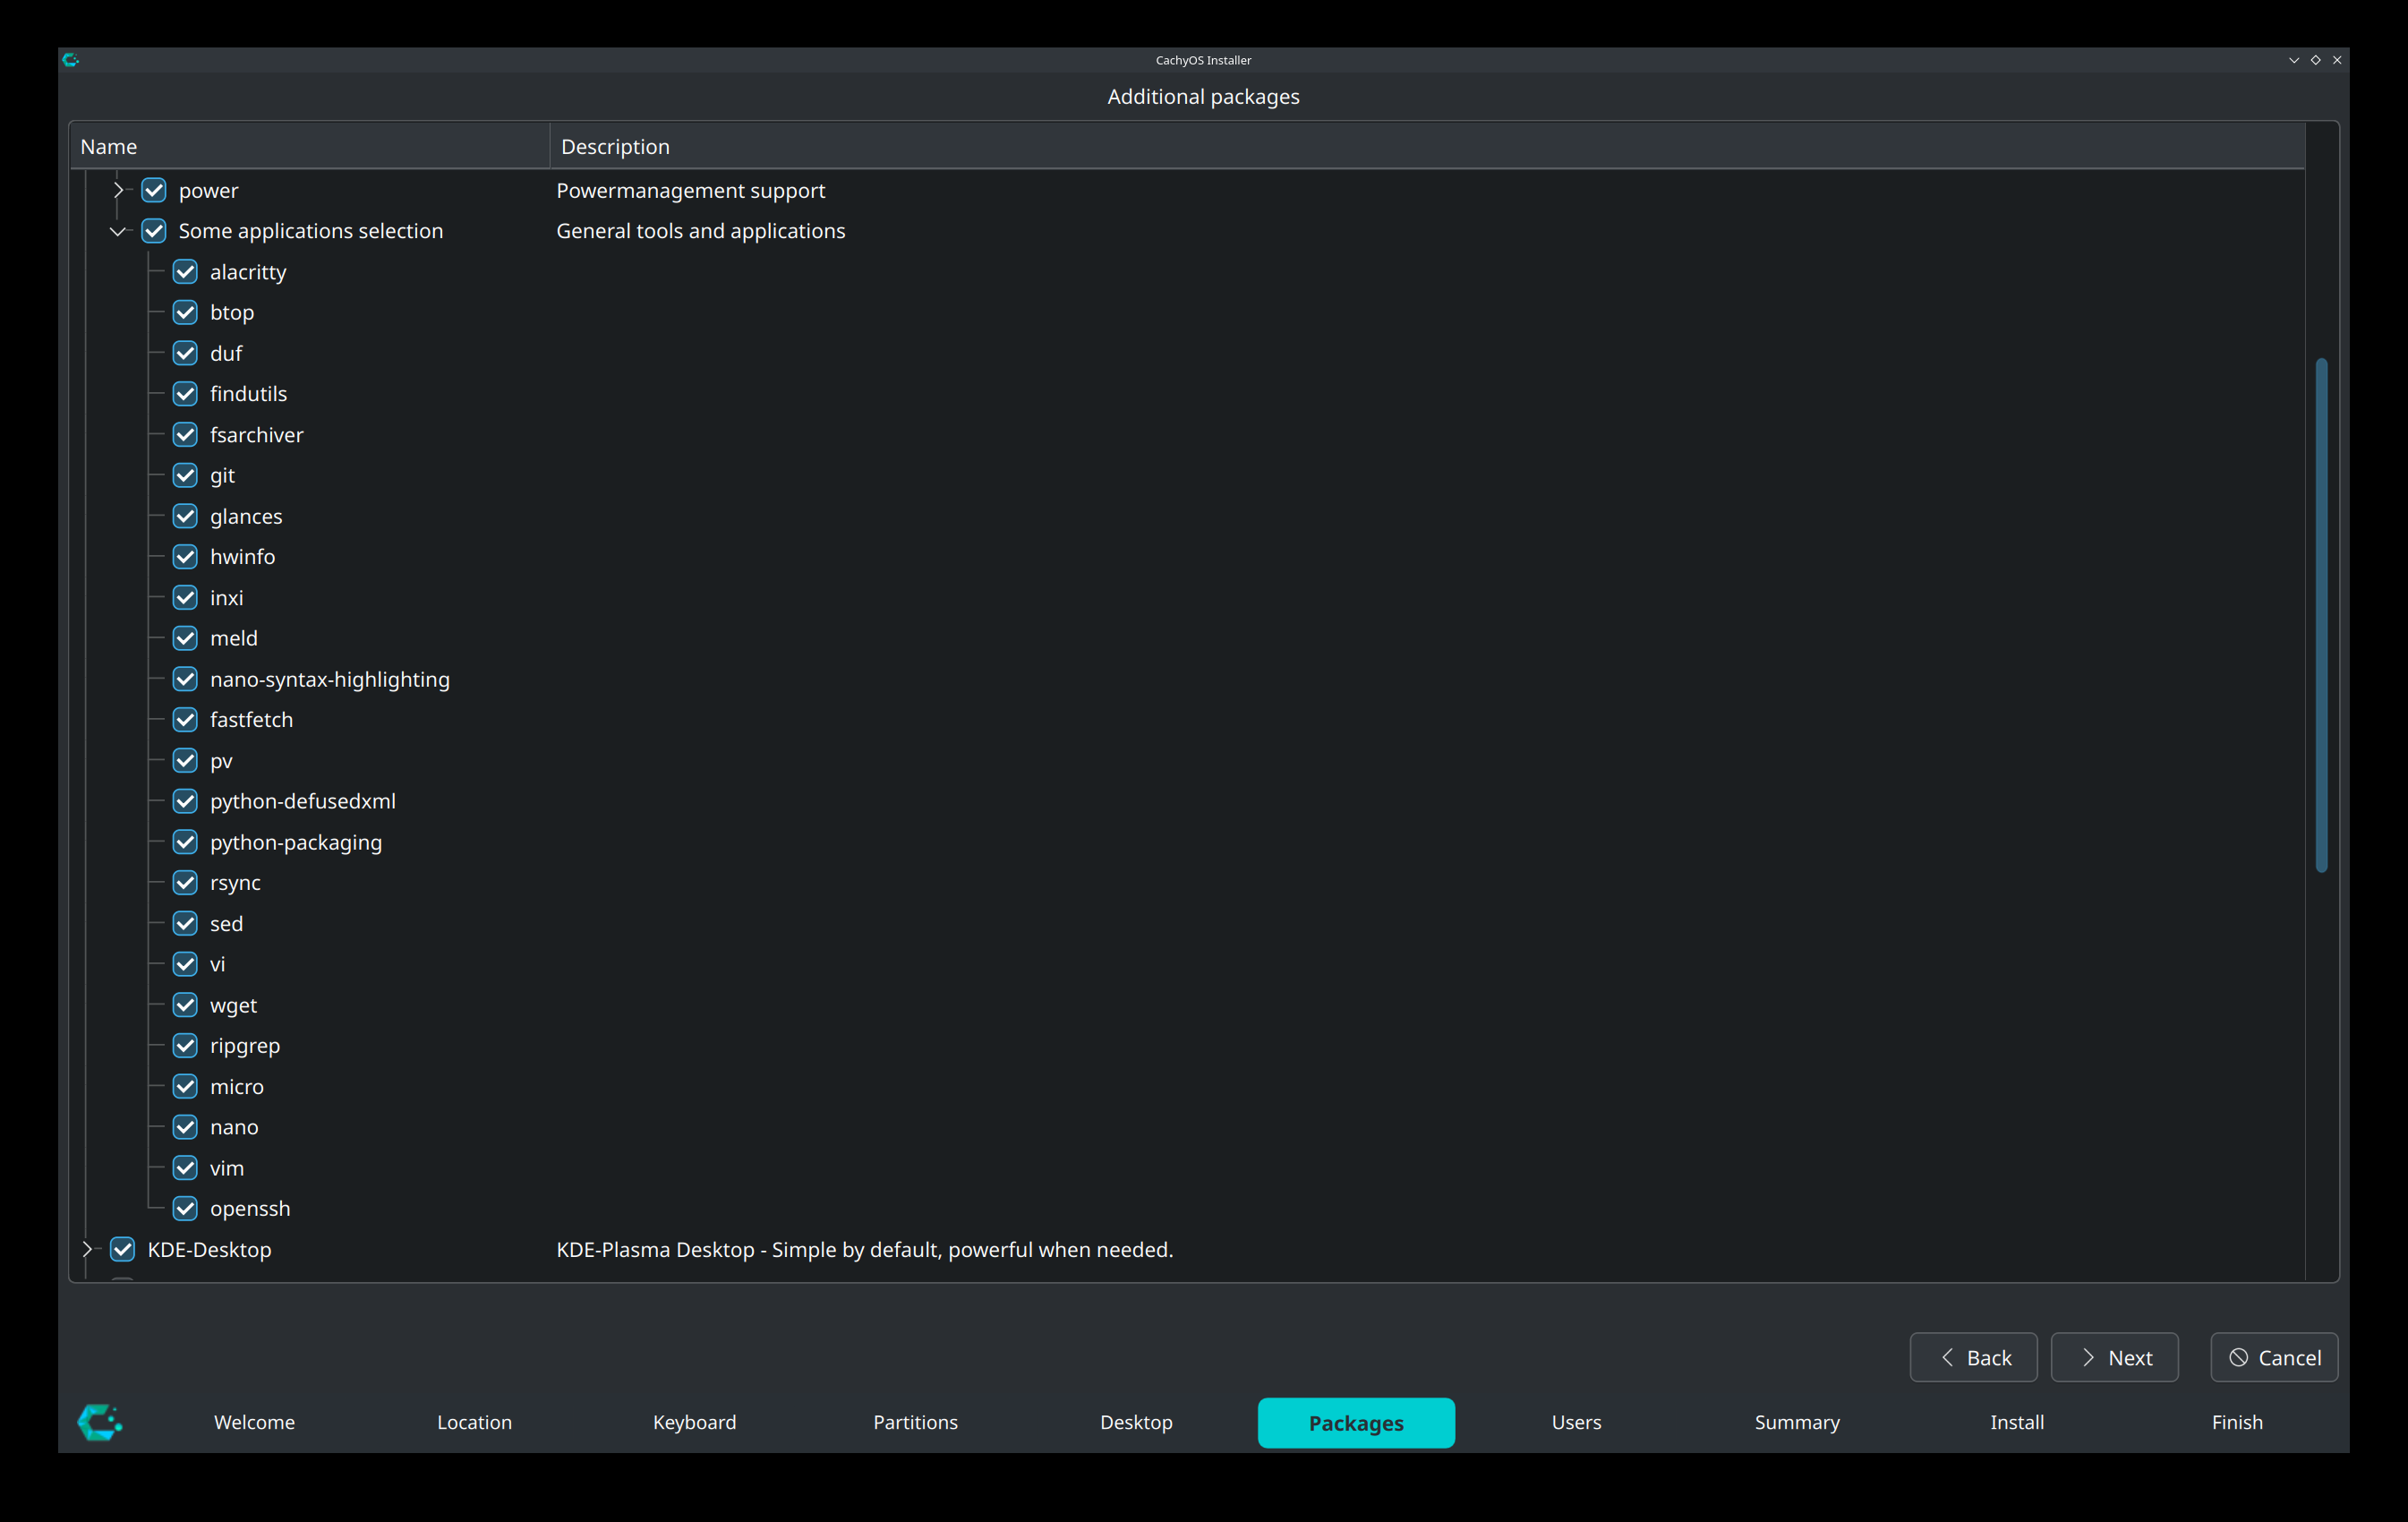 CachyOS Installer
Additional packages
Name Description
power Powermanagement support
Some applications selection General tools and applications
alacritty
btop
duf
findutils
fsarchiver
git
glances
hwinfo
inxi
meld
nano-syntax-highlighting
fastfetch
pv
python-defusedxml
python-packaging
rsync
sed
vi
wget
ripgrep
micro
nano
vim
openssh
KDE-Desktop KDE-Plasma Desktop - Simple by default, powerful when needed.
Back Next Cancel
Welcome Location Keyboard Partitions Desktop Packages Users Summary Install Finish